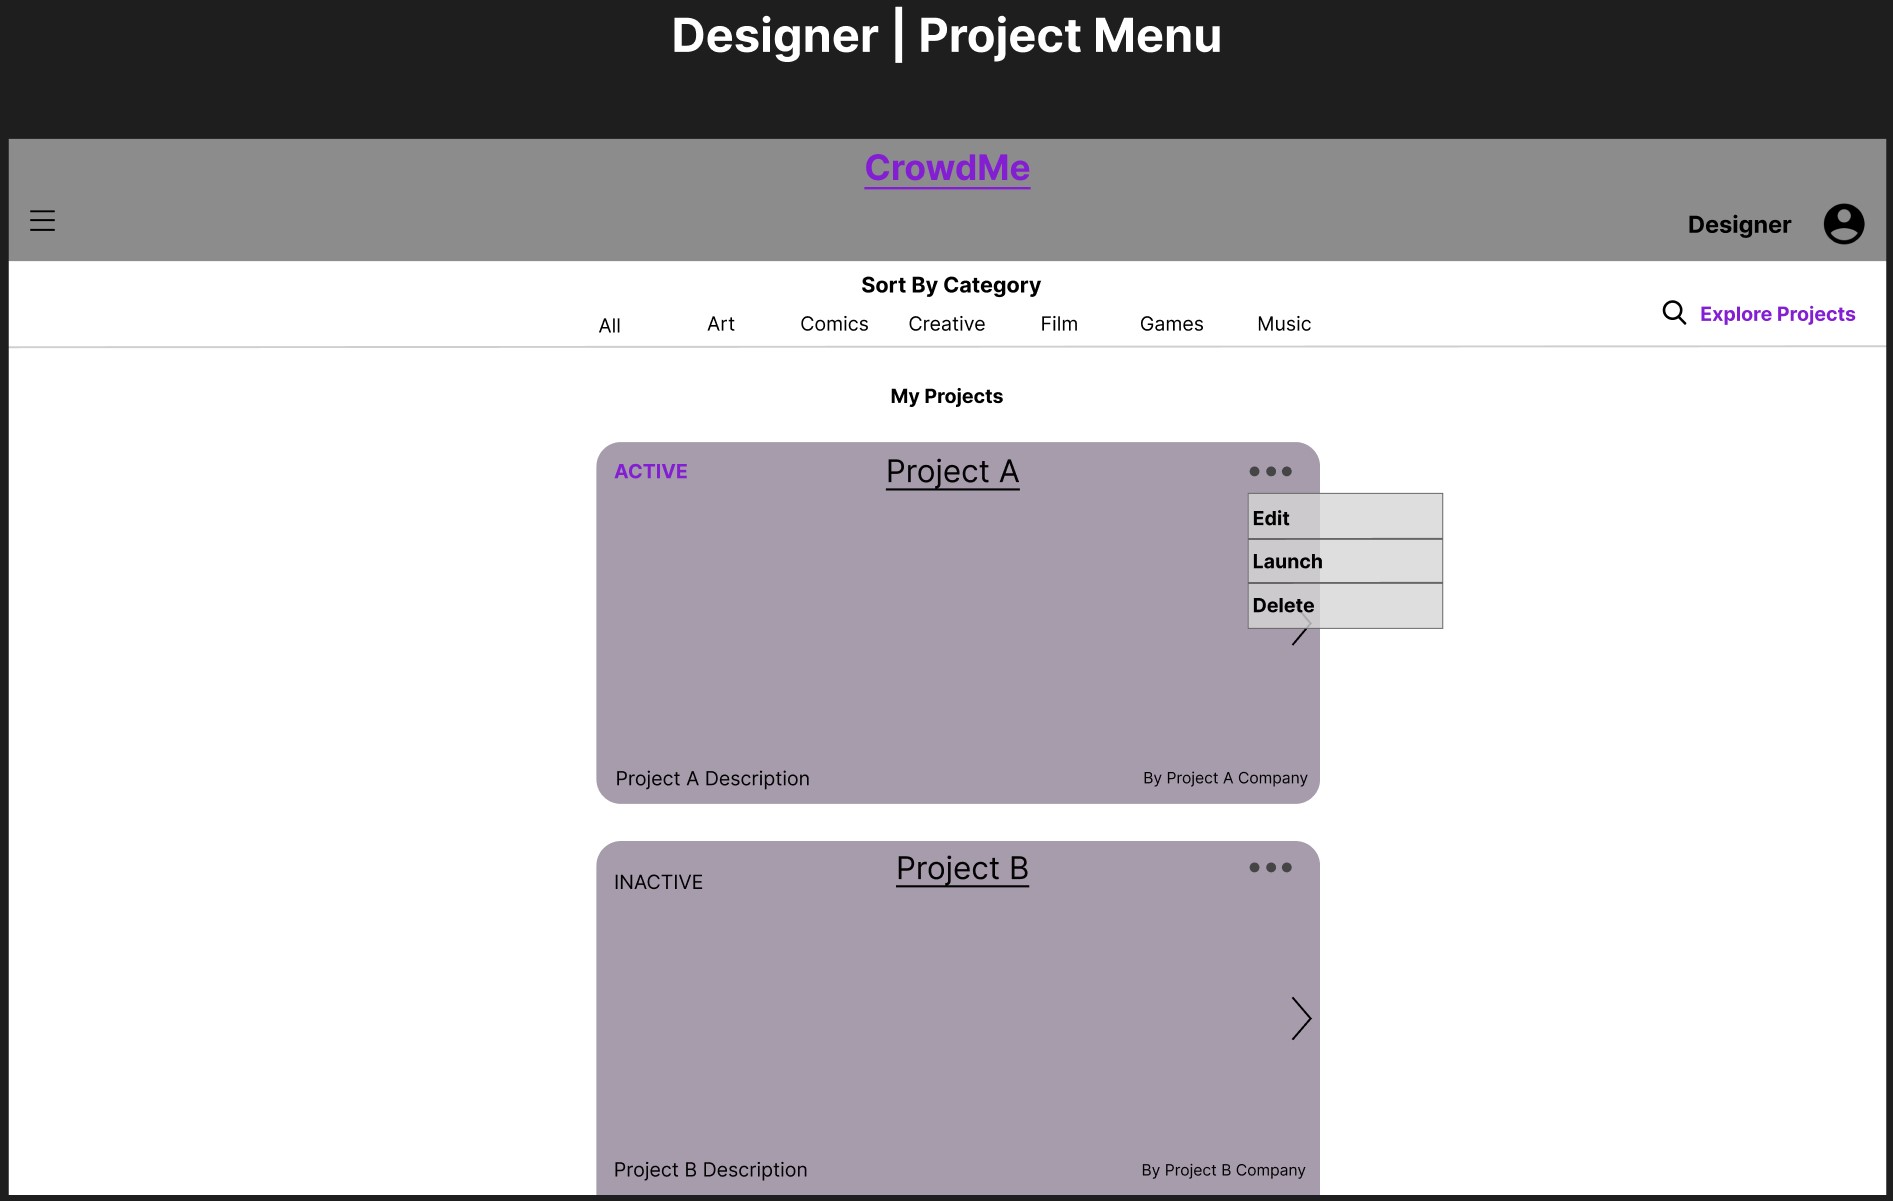 Designer | Project Menu
CrowdMe
Designer
Sort By Category
All Art Comics Creative Film Games Music
Explore Projects
My Projects
ACTIVE
Project A
Edit
Launch
Delete
Project A Description
By Project A Company
INACTIVE
Project B
Project B Description
By Project B Company